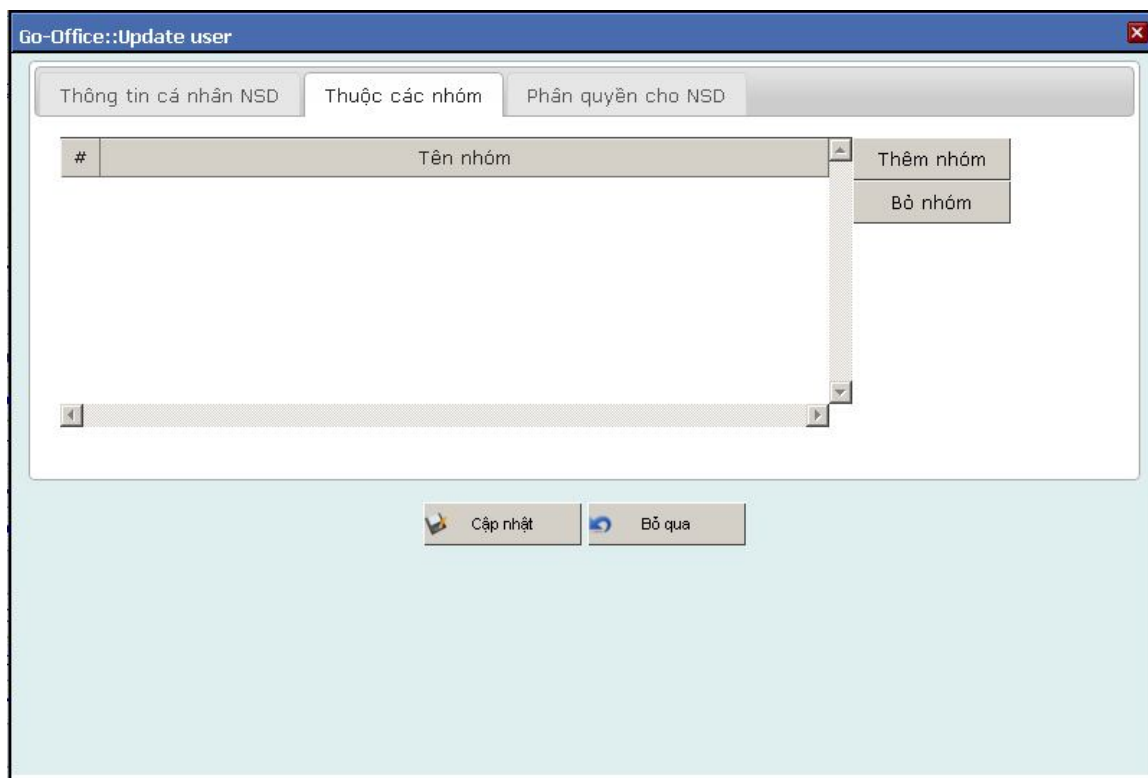 Go-Office::Update user
Thông tin cá nhân NSD Thuộc các nhóm Phân quyền cho NSD
# Tên nhóm Thêm nhóm
Bỏ nhóm
Cập nhật Bỏ qua